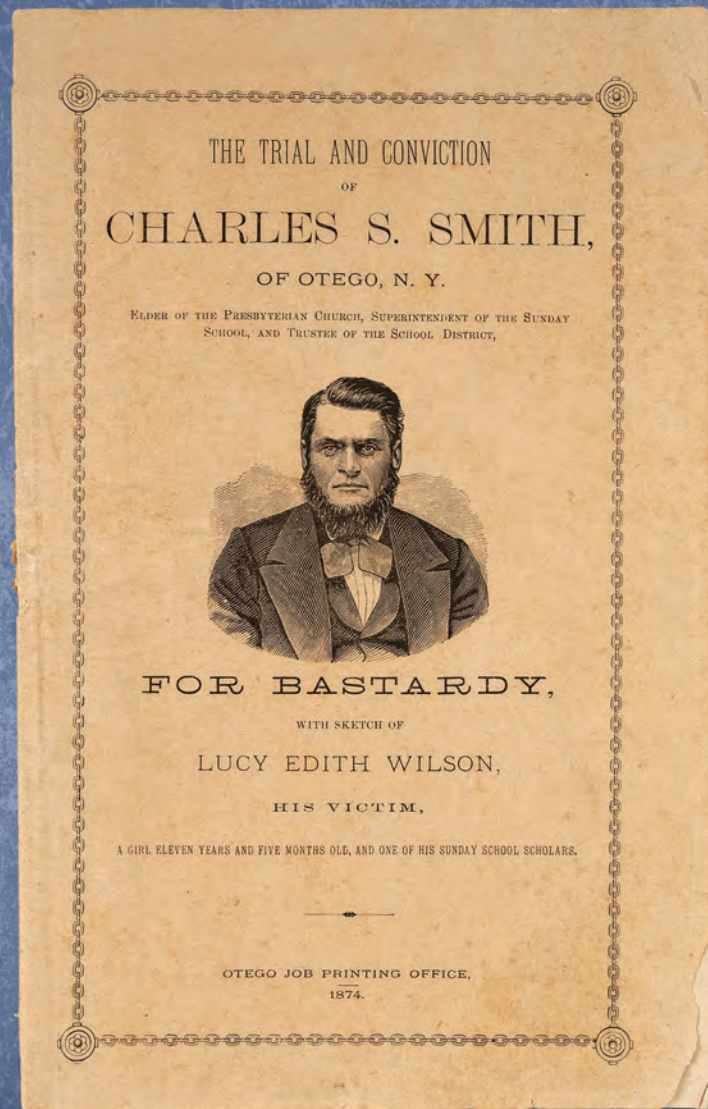 THE TRIAL AND CONVICTION
OF
CHARLES S. SMITH,
OF OTEGO, N. Y.
ELDER OF THE PRESBYTERIAN CHURCH, SUPERINTENDENT OF THE SUNDAY
SCHOOL, AND TRUSTEE OF THE SCHOOL DISTRICT,
FOR BASTARDY,
WITH SKETCH OF
LUCY EDITH WILSON,
HIS VICTIM,
A GIRL ELEVEN YEARS AND FIVE MONTHS OLD, AND ONE OF HIS SUNDAY SCHOOL SCHOLARS.
OTEGO JOB PRINTING OFFICE,
1874.